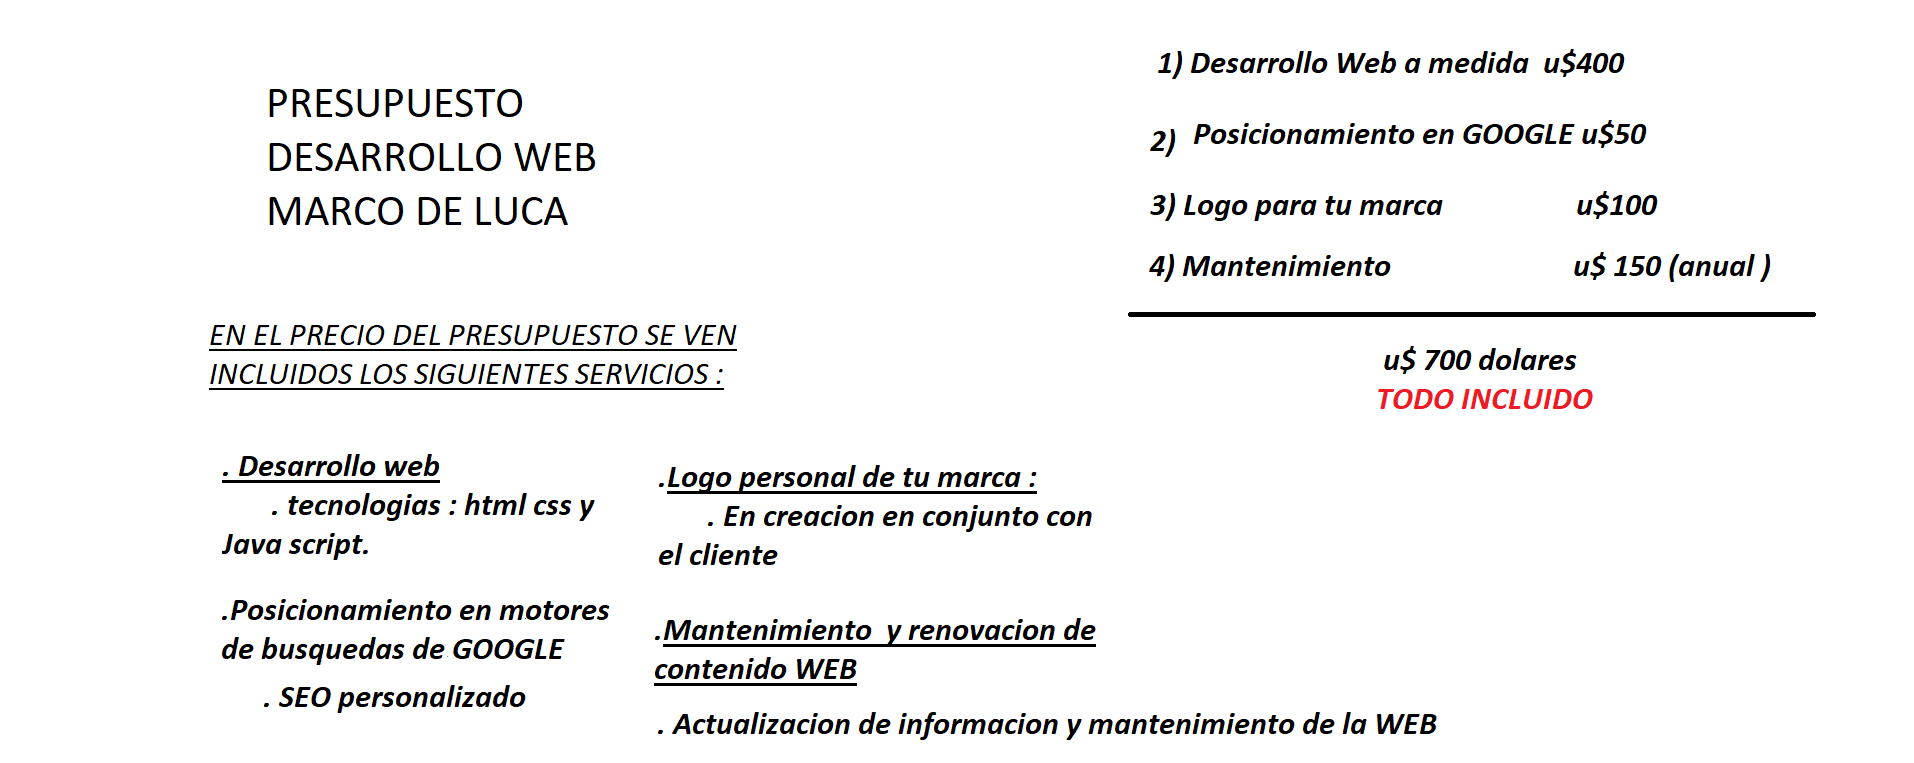 PRESUPUESTO
DESARROLLO WEB
MARCO DE LUCA
1) Desarrollo Web a medida u$400
2) Posicionamiento en GOOGLE u$50
3) Logo para tu marca u$100
4) Mantenimiento u$ 150 (anual )
u$ 700 dolares
TODO INCLUIDO
EN EL PRECIO DEL PRESUPUESTO SE VEN
INCLUIDOS LOS SIGUIENTES SERVICIOS :
. Desarrollo web
. tecnologias : html css y
Java script.
.Posicionamiento en motores
de busquedas de GOOGLE
. SEO personalizado
.Logo personal de tu marca :
. En creacion en conjunto con
el cliente
.Mantenimiento y renovacion de
contenido WEB
. Actualizacion de informacion y mantenimiento de la WEB